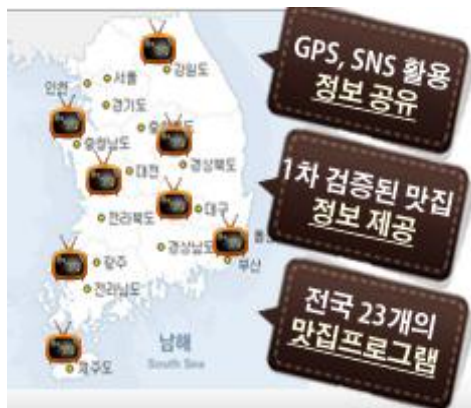 GPS, SNS 활용
정보 공유
1차 검증된 맛집
정보 제공
전국 23개의
맛집프로그램
강원도
서울
인천
경기도
충청남도
대전
경상북도
대구
전라북도
경상남도
부산
광주
전라남도
제주도
남해
South Sea